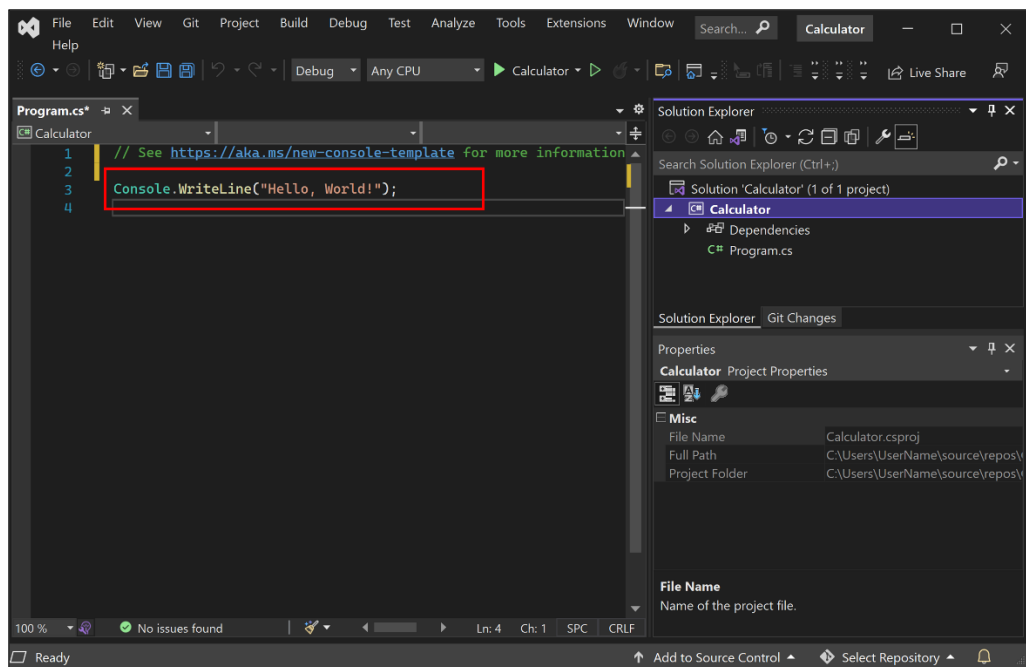 File Edit View Git Project Build Debug Test Analyze Tools Extensions Window Search... Calculator
Help
Debug Any CPU Calculator Live Share
Program.cs*
Calculator
1 // See https://aka.ms/new-console-template for more information
2
3 Console.WriteLine("Hello, World!");
4
100 % No issues found Ln: 4 Ch: 1 SPC CRLF
Solution Explorer
Search Solution Explorer (Ctrl+;)
Solution 'Calculator' (1 of 1 project)
C# Calculator
Dependencies
C# Program.cs
Solution Explorer Git Changes
Properties
Calculator Project Properties
Misc
File Name Calculator.csproj
Full Path C:\Users\UserName\source\repos\
Project Folder C:\Users\UserName\source\repos\
File Name
Name of the project file.
Ready Add to Source Control Select Repository